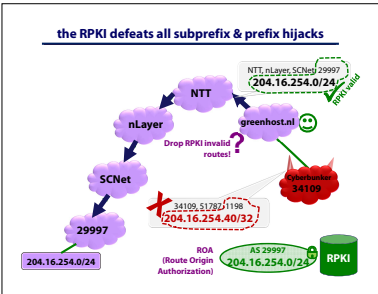 the RPKI defeats all subprefix & prefix hijacks
NTT, nLayer, SCNet, 29997
204.16.254.0/24
RPKI valid
NTT
nLayer
greenhost.nl
Drop RPKI invalid
routes!
?
SCNet
Cyberbunker
34109
34109, 51787, 1198
204.16.254.40/32
29997
204.16.254.0/24
ROA
(Route Origin
Authorization)
AS 29997
204.16.254.0/24
RPKI